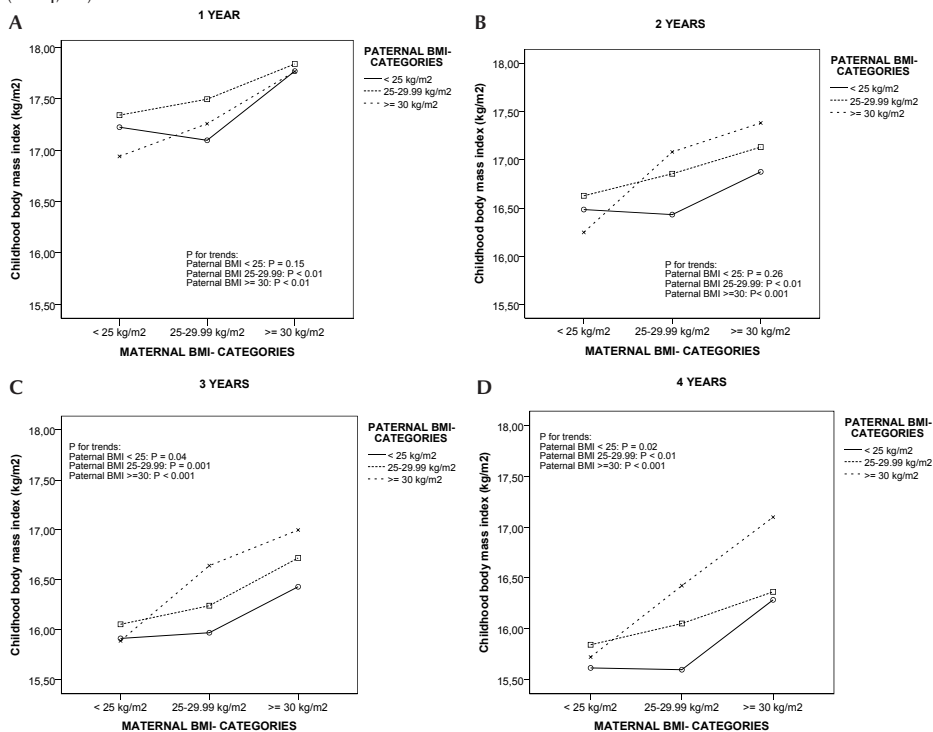 A
1 YEAR
18,00
17,50
17,00
16,50
16,00
15,50
Childhood body mass index (kg/m2)
P for trends:
Paternal BMI < 25: P = 0.15
Paternal BMI 25-29.99: P < 0.01
Paternal BMI >= 30: P < 0.01
< 25 kg/m2
25-29.99 kg/m2
>= 30 kg/m2
MATERNAL BMI- CATEGORIES
PATERNAL BMI-
CATEGORIES
< 25 kg/m2
25-29.99 kg/m2
>= 30 kg/m2
B
2 YEARS
18,00
17,50
17,00
16,50
16,00
15,50
Childhood body mass index (kg/m2)
P for trends:
Paternal BMI < 25: P = 0.26
Paternal BMI 25-29.99: P < 0.01
Paternal BMI >=30: P< 0.001
< 25 kg/m2
25-29.99 kg/m2
>= 30 kg/m2
MATERNAL BMI- CATEGORIES
PATERNAL BMI-
CATEGORIES
< 25 kg/m2
25-29.99 kg/m2
>= 30 kg/m2
C
3 YEARS
18,00
17,50
17,00
16,50
16,00
15,50
Childhood body mass index (kg/m2)
P for trends:
Paternal BMI < 25: P = 0.04
Paternal BMI 25-29.99: P = 0.001
Paternal BMI >=30: P < 0.001
< 25 kg/m2
25-29.99 kg/m2
>= 30 kg/m2
MATERNAL BMI- CATEGORIES
PATERNAL BMI-
CATEGORIES
< 25 kg/m2
25-29.99 kg/m2
>= 30 kg/m2
D
4 YEARS
18,00
17,50
17,00
16,50
16,00
15,50
Childhood body mass index (kg/m2)
P for trends:
Paternal BMI < 25: P = 0.02
Paternal BMI 25-29.99: P < 0.01
Paternal BMI >=30: P < 0.001
< 25 kg/m2
25-29.99 kg/m2
>= 30 kg/m2
MATERNAL BMI- CATEGORIES
PATERNAL BMI-
CATEGORIES
< 25 kg/m2
25-29.99 kg/m2
>= 30 kg/m2